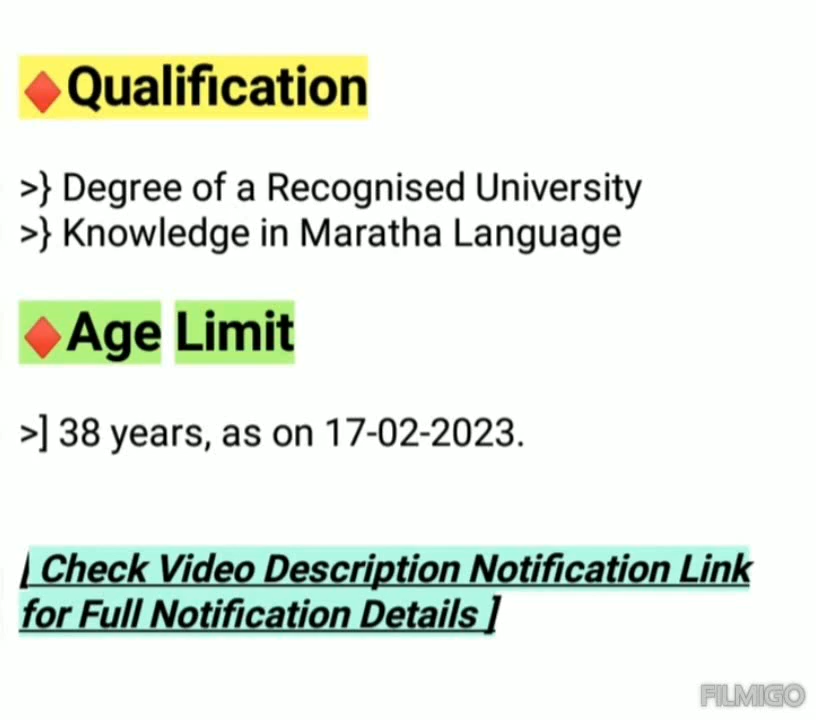 ♦Qualification
>} Degree of a Recognised University
>} Knowledge in Maratha Language
♦Age Limit
>] 38 years, as on 17-02-2023.
[ Check Video Description Notification Link
for Full Notification Details ]
FILMIGO